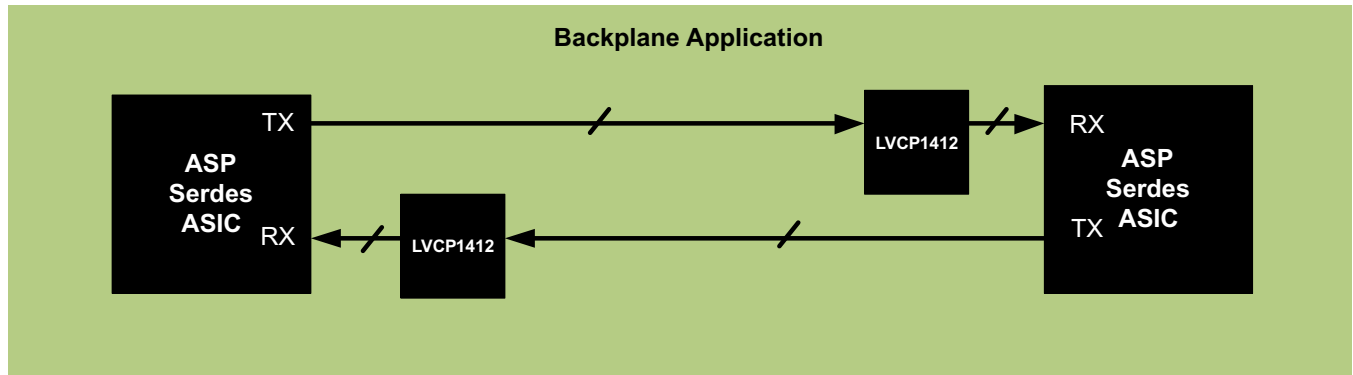 Backplane Application
TX
LVCP1412
RX
ASP
Serdes
ASIC
ASP
Serdes
ASIC
RX
LVCP1412
TX